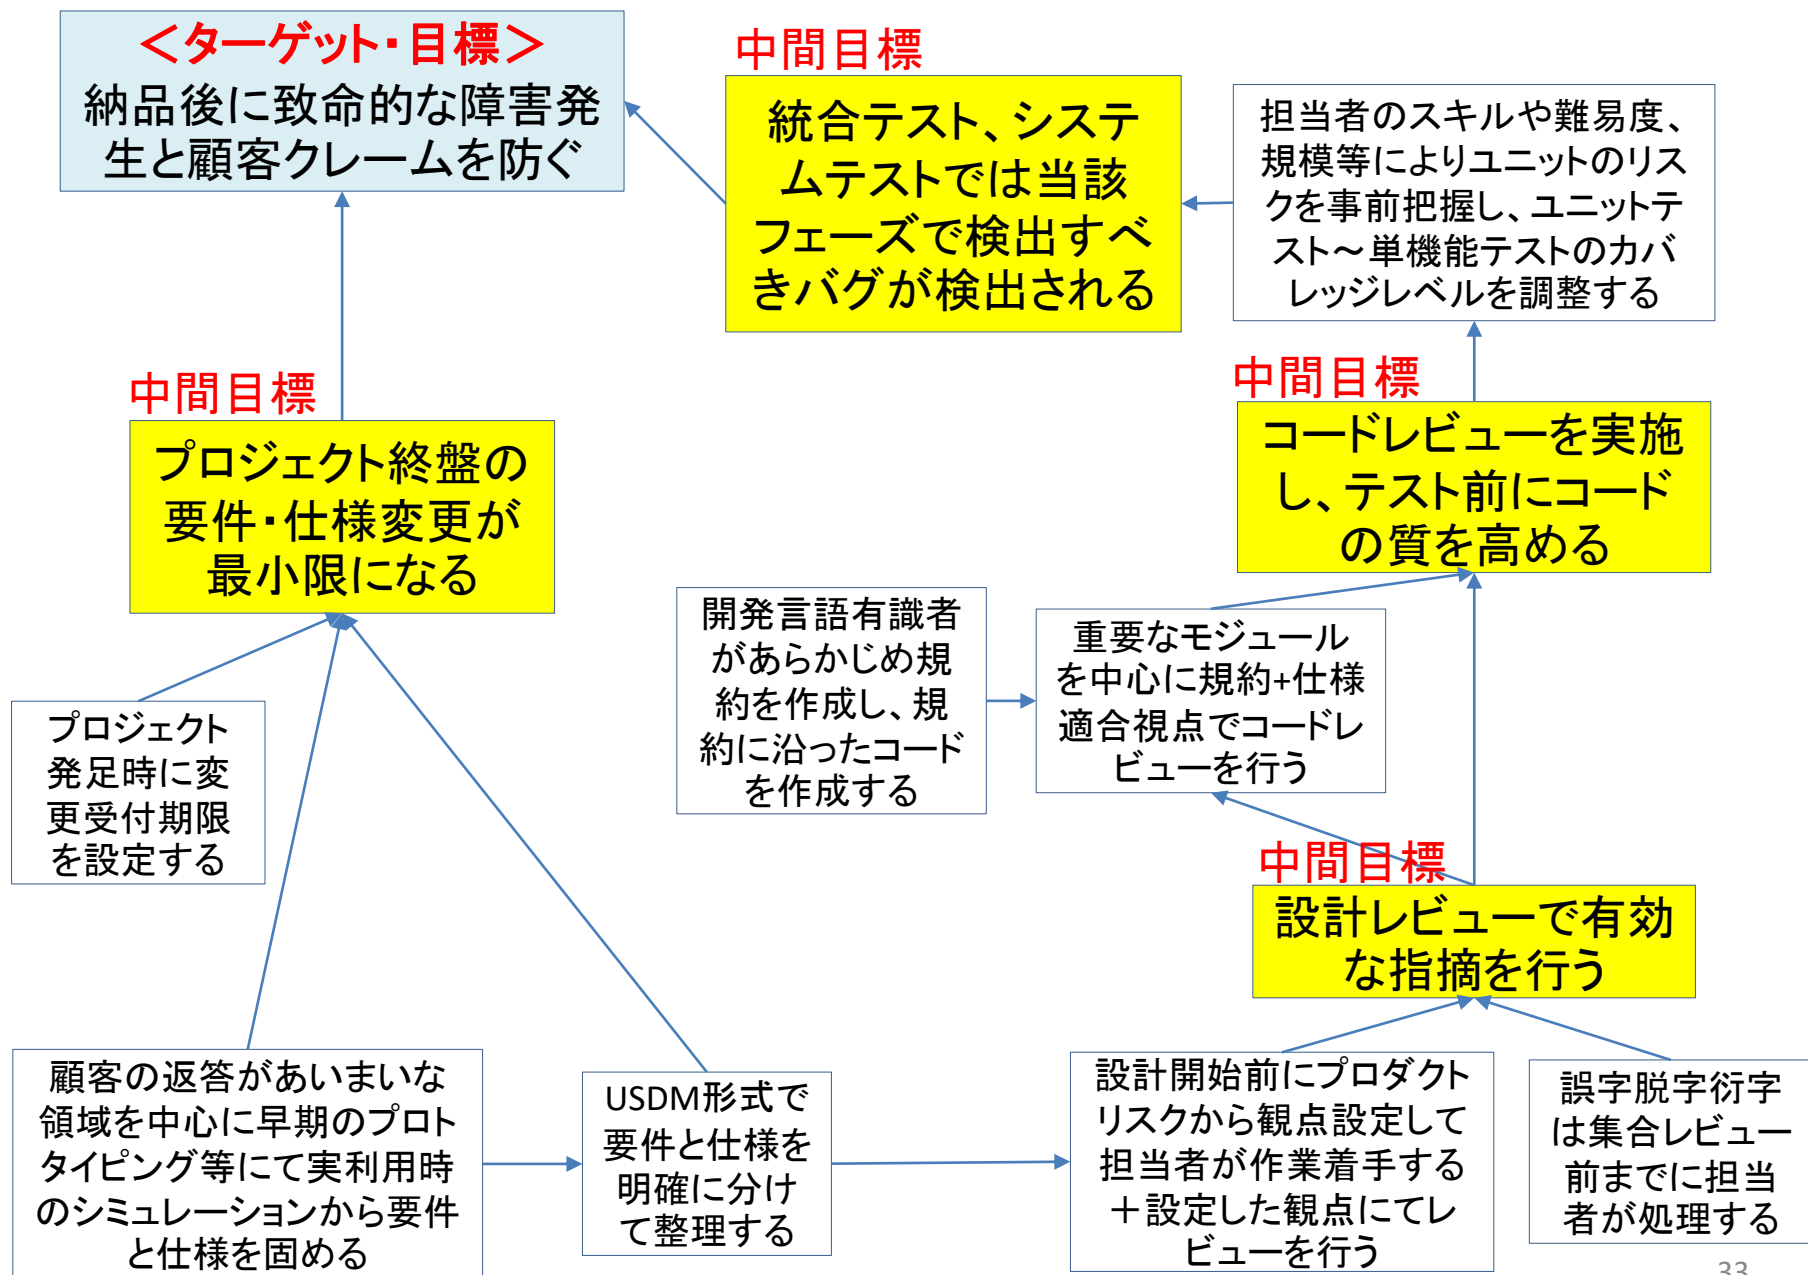 ＜ターゲット・目標＞
納品後に致命的な障害発
生と顧客クレームを防ぐ
中間目標
統合テスト、システ
ムテストでは当該
フェーズで検出すべ
きバグが検出される
担当者のスキルや難易度、
規模等によりユニットのリス
クを事前把握し、ユニットテ
スト～単機能テストのカバ
レッジレベルを調整する
中間目標
プロジェクト終盤の
要件・仕様変更が
最小限になる
中間目標
コードレビューを実施
し、テスト前にコード
の質を高める
開発言語有識者
があらかじめ規
約を作成し、規
約に沿ったコード
を作成する
重要なモジュール
を中心に規約+仕様
適合視点でコードレ
ビューを行う
プロジェクト
発足時に変
更受付期限
を設定する
中間目標
設計レビューで有効
な指摘を行う
顧客の返答があいまいな
領域を中心に早期のプロト
タイピング等にて実利用時
のシミュレーションから要件
と仕様を固める
USDM形式で
要件と仕様を
明確に分け
て整理する
設計開始前にプロダクト
リスクから観点設定して
担当者が作業着手する
＋設定した観点にてレ
ビューを行う
誤字脱字衍字
は集合レビュー
前までに担当
者が処理する
33